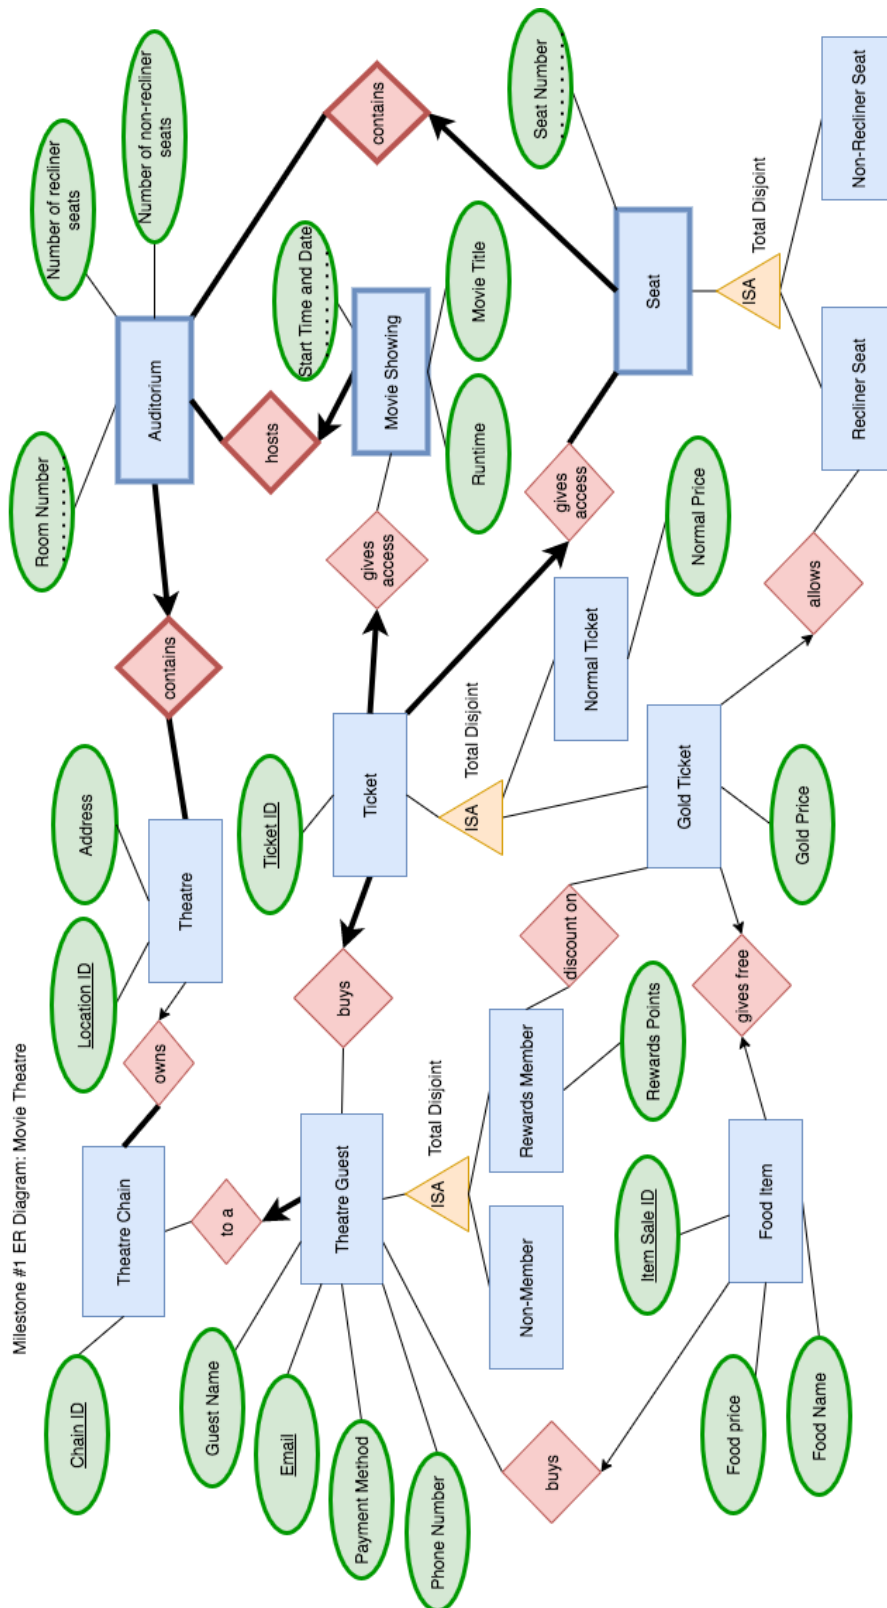 Milestone #1 ER Diagram: Movie Theatre
Chain ID
Theatre Chain
to a
owns
Location ID
Address
Theatre
contains
Room Number
Number of recliner
seats
Number of non-recliner
seats
Auditorium
Guest Name
Email
Payment Method
Phone Number
Theatre Guest
buys
Ticket ID
Ticket
gives
access
hosts
Start Time and Date
Movie Showing
Runtime
Movie Title
contains
ISA
Total Disjoint
Non-Member
Rewards Member
Rewards Points
discount on
ISA
Total Disjoint
Normal Ticket
Normal Price
gives
access
Seat Number
Seat
ISA
Total Disjoint
Recliner Seat
Non-Recliner Seat
buys
Item Sale ID
Food Item
Food price
Food Name
gives free
Gold Ticket
Gold Price
allows